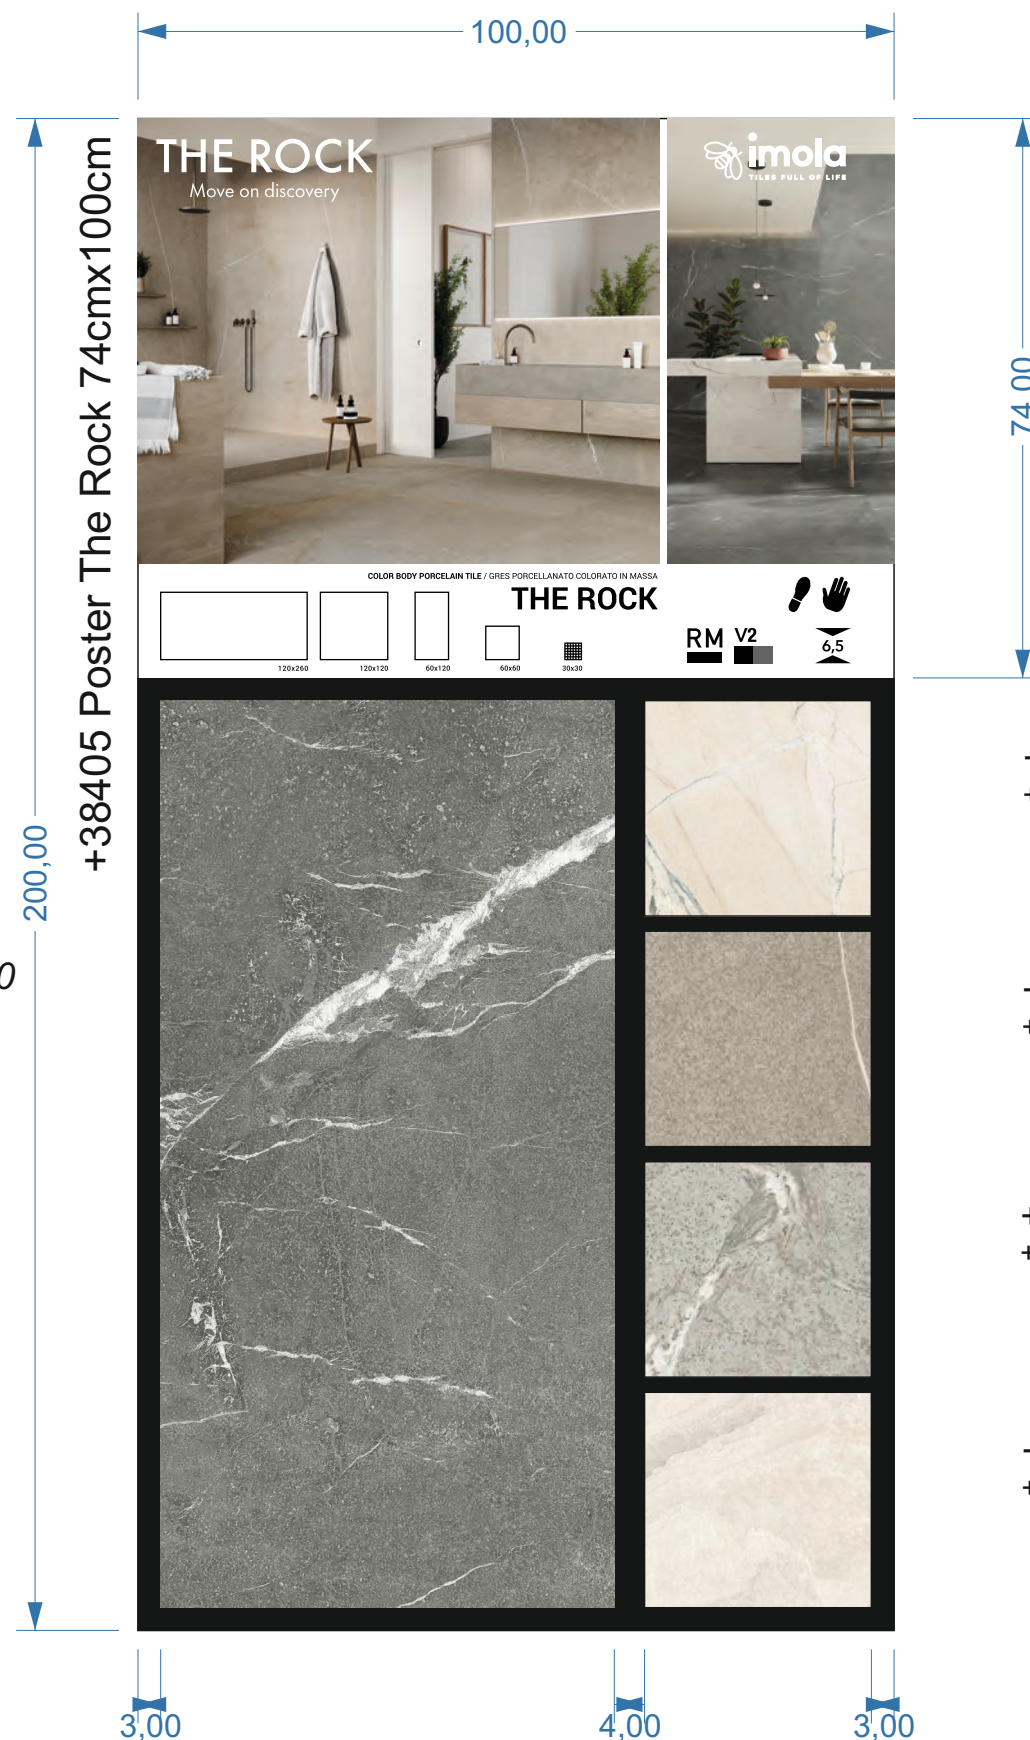 100,00
THE ROCK
Move on discovery
imola
TILES FULL OF LIFE
+38405 Poster The Rock 74cmx100cm
200,00
74,00
0
COLOR BODY PORCELAIN TILE / GRES PORCELLANATO COLORATO IN MASSA
THE ROCK
120x260
120x120
60x120
60x60
30x30
RM
V2
6,5
3,00
4,00
3,00